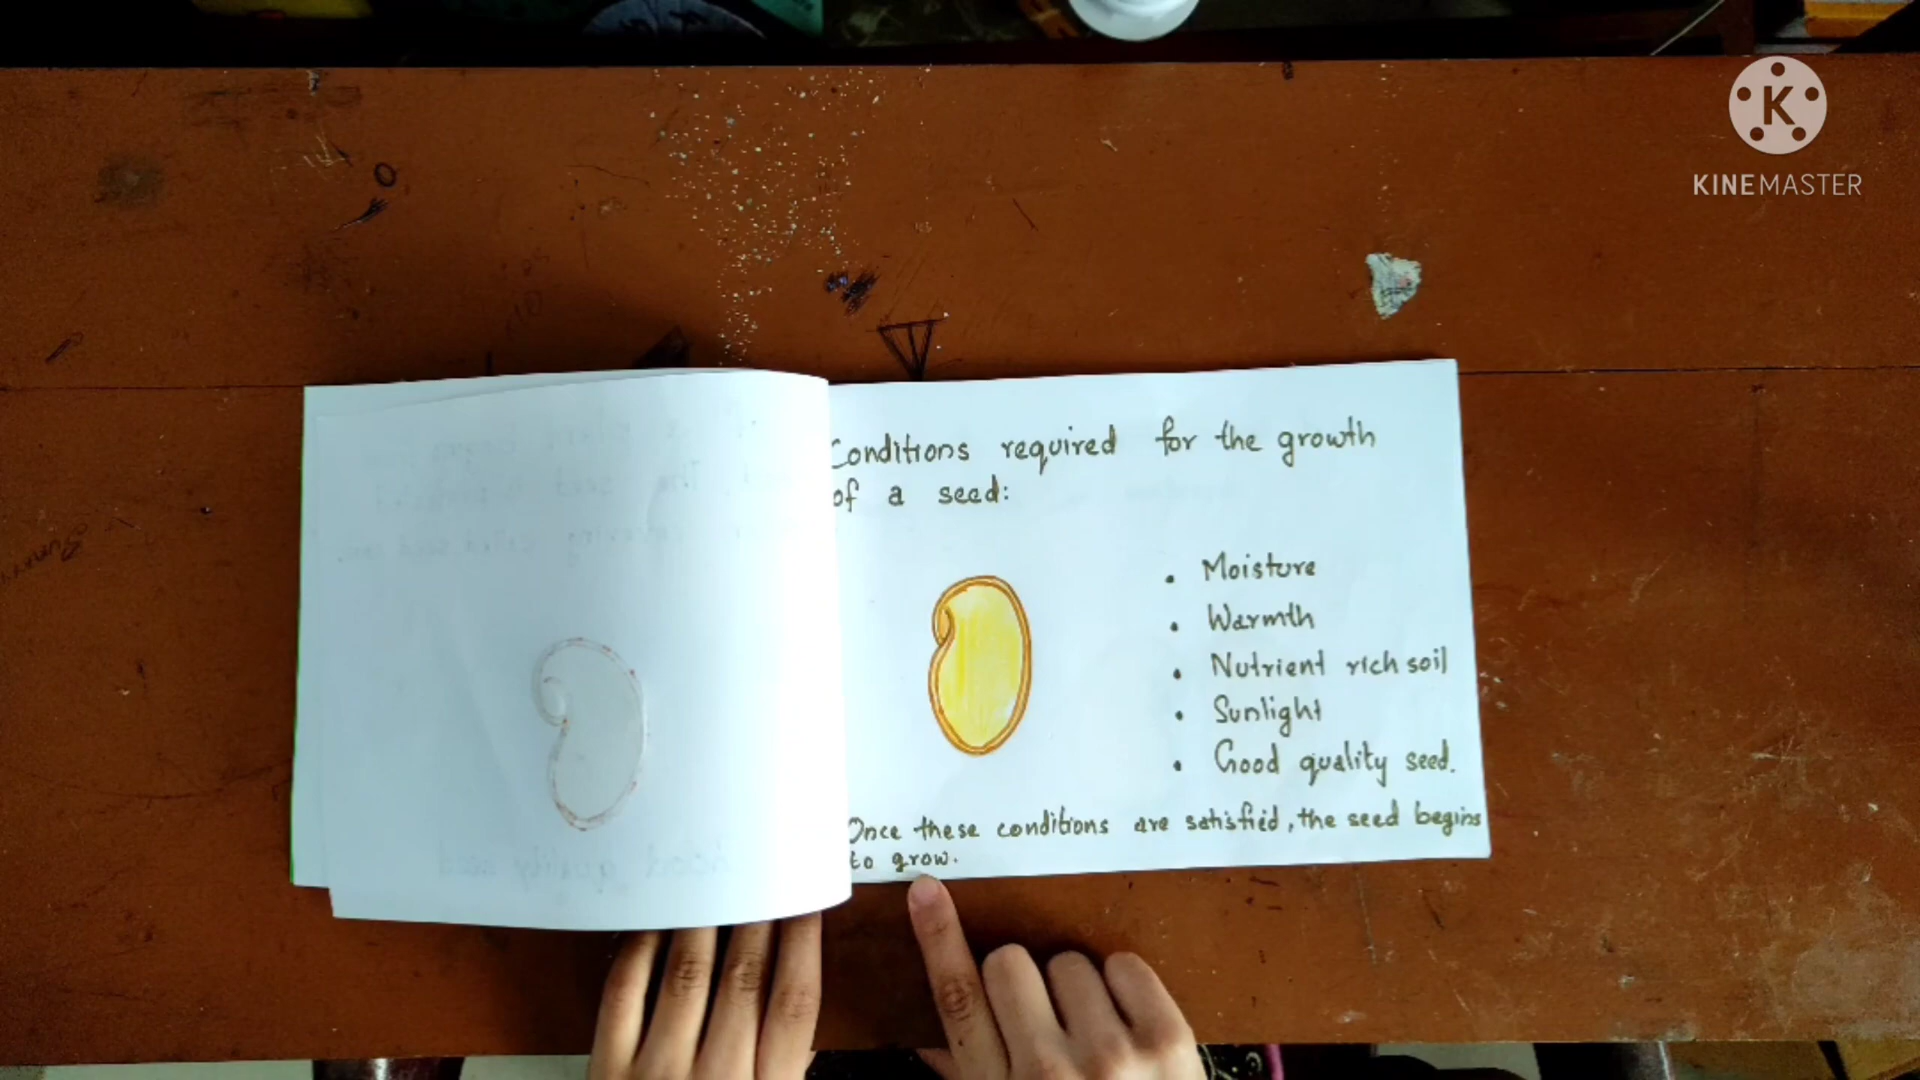 KINEMASTER
Conditions required for the growth
of a seed:
• Moisture
• Warmth
• Nutrient rich soil
• Sunlight
• Good quality seed.
Once these conditions are satisfied, the seed begins
to grow.